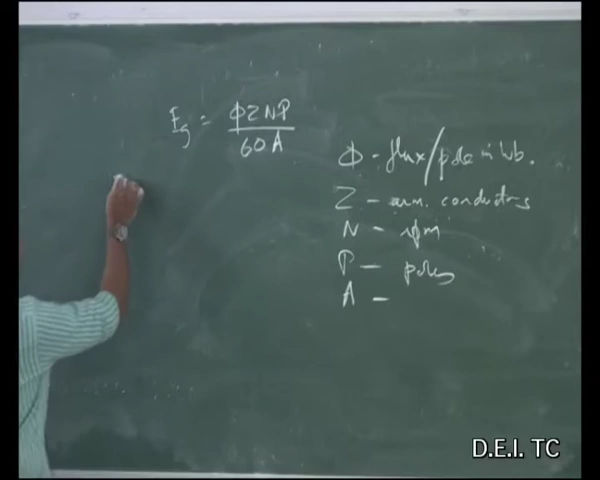 Eg = ΦZNP / 60A
Φ - flux/pole in Wb.
Z - arm. conductors
N - rpm
P - poles
A -
D.E.I. TC